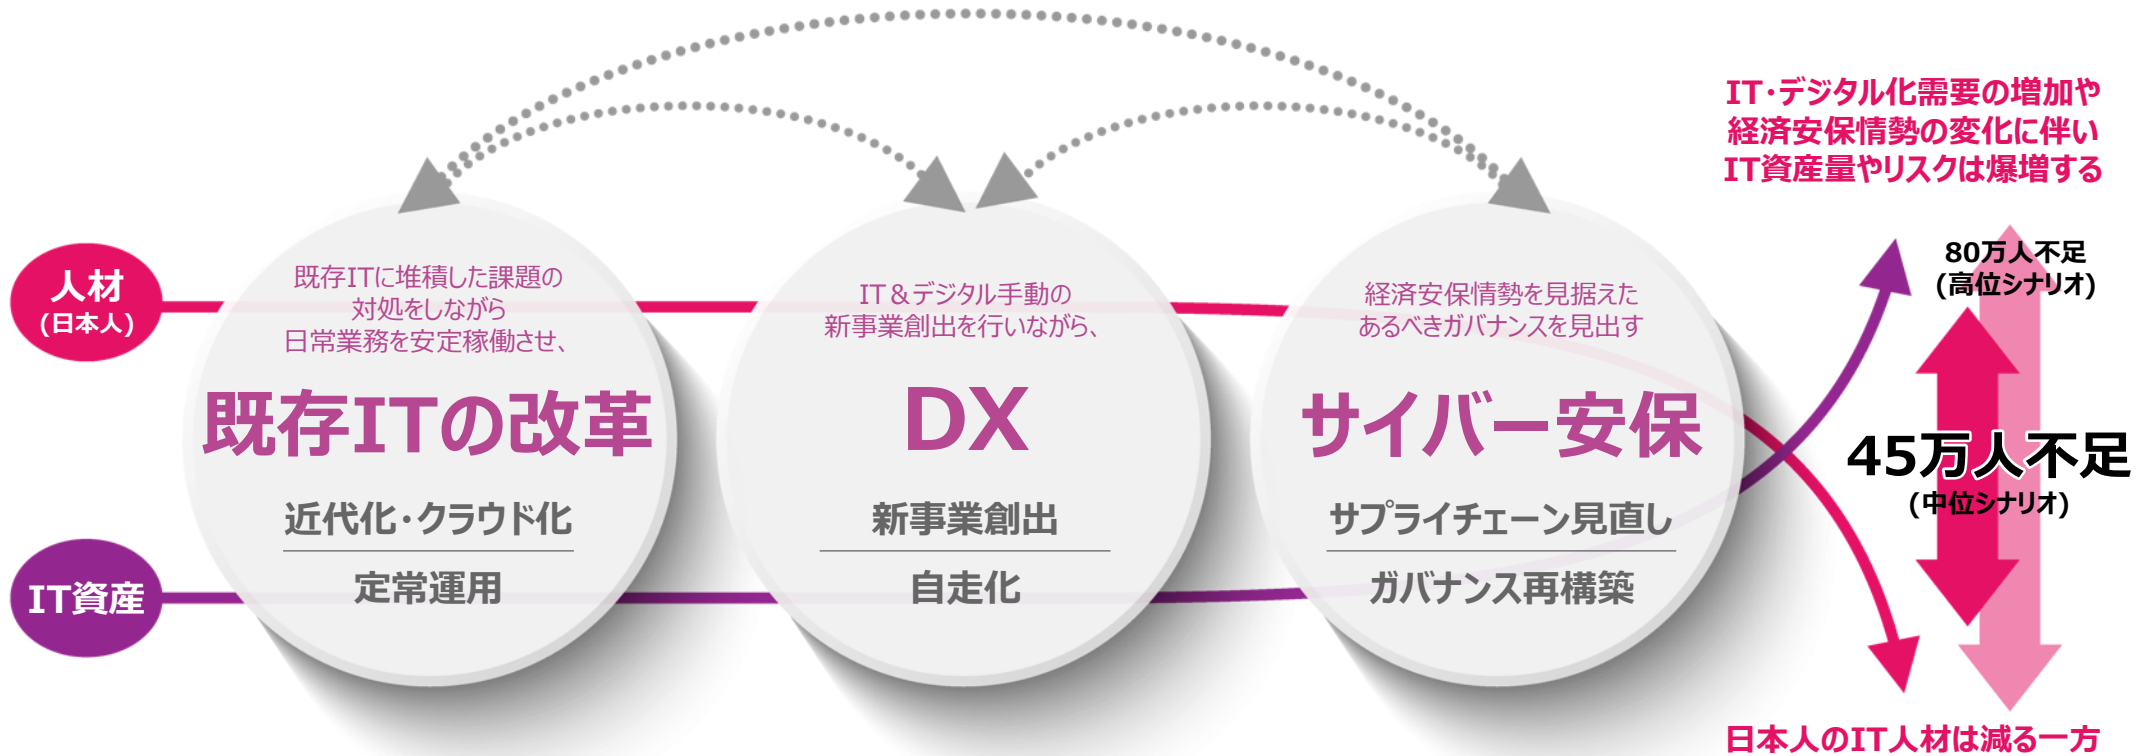 IT・デジタル化需要の増加や
経済安保情勢の変化に伴い
IT資産量やリスクは爆増する
80万人不足
(高位シナリオ)
人材
(日本人)
既存ITに堆積した課題の
対処をしながら
日常業務を安定稼働させ、
既存ITの改革
近代化・クラウド化
定常運用
IT＆デジタル手動の
新事業創出を行いながら、
DX
新事業創出
自走化
経済安保情勢を見据えた
あるべきガバナンスを見出す
サイバー安保
サプライチェーン見直し
ガバナンス再構築
45万人不足
(中位シナリオ)
IT資産
日本人のIT人材は減る一方